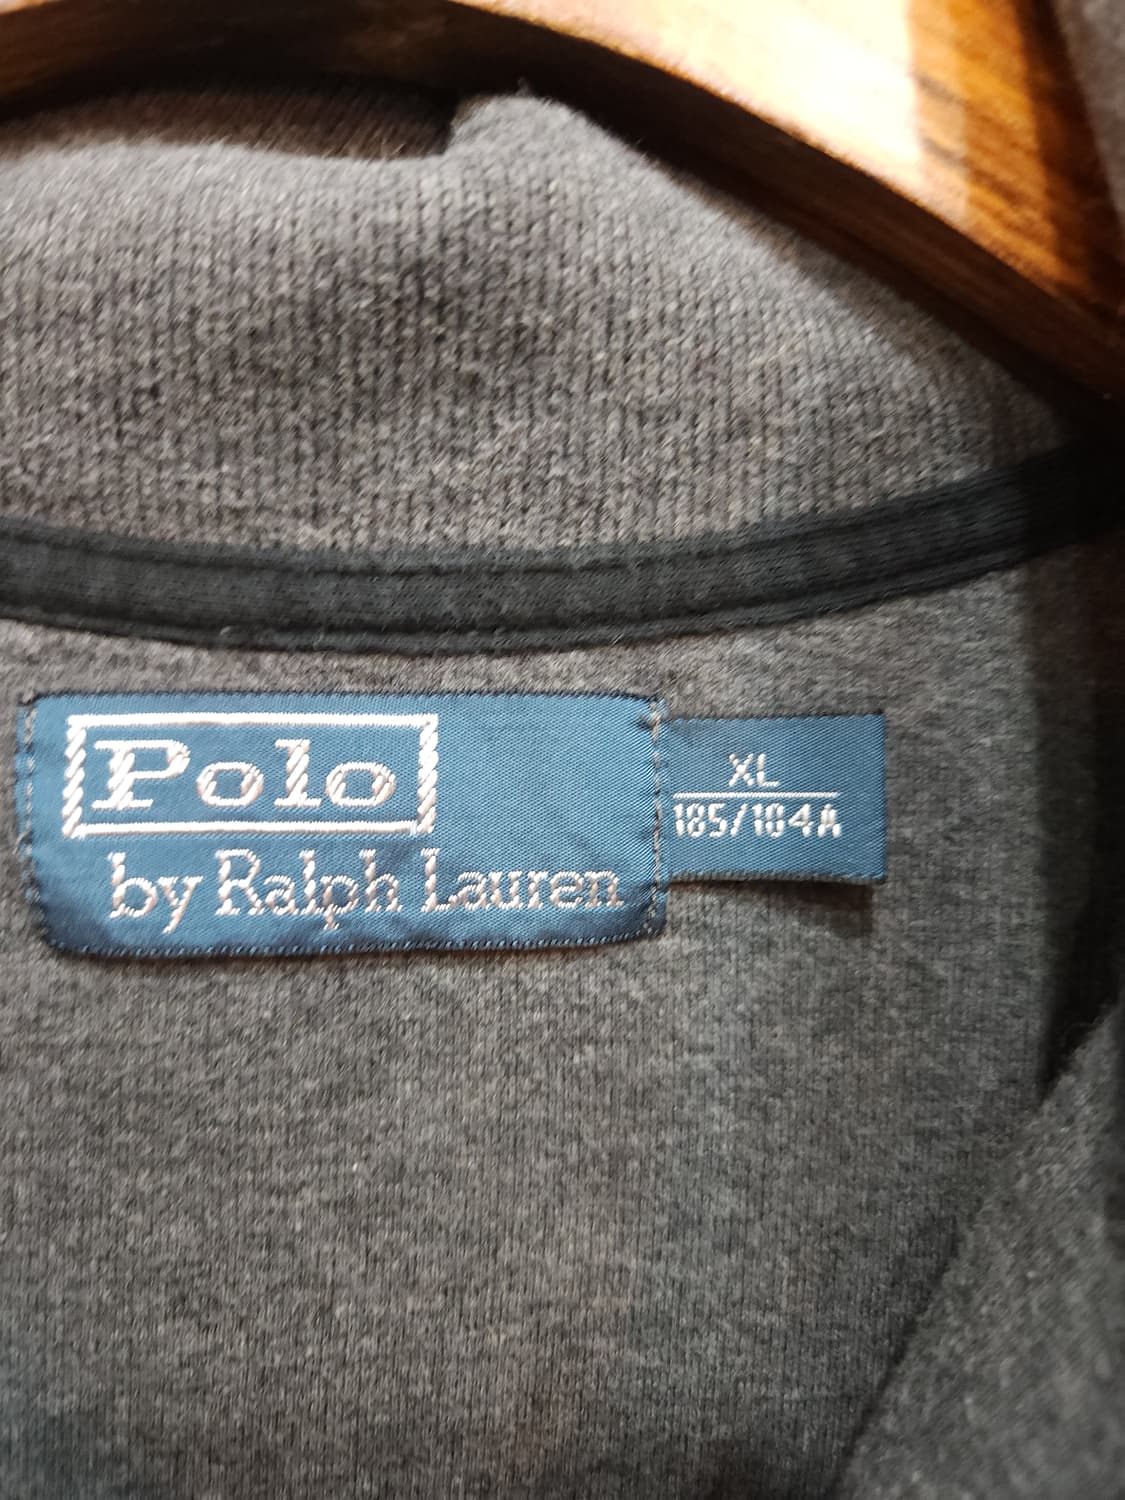 Polo
by Ralph Lauren
XL
185/104A